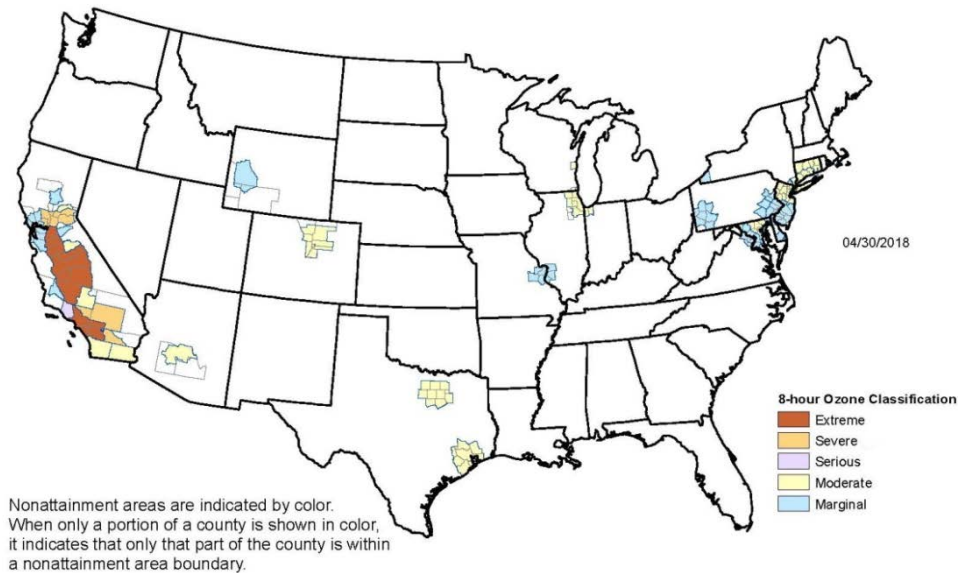 04/30/2018
8-hour Ozone Classification
Extreme
Severe
Serious
Moderate
Marginal
Nonattainment areas are indicated by color.
When only a portion of a county is shown in color,
it indicates that only that part of the county is within
a nonattainment area boundary.